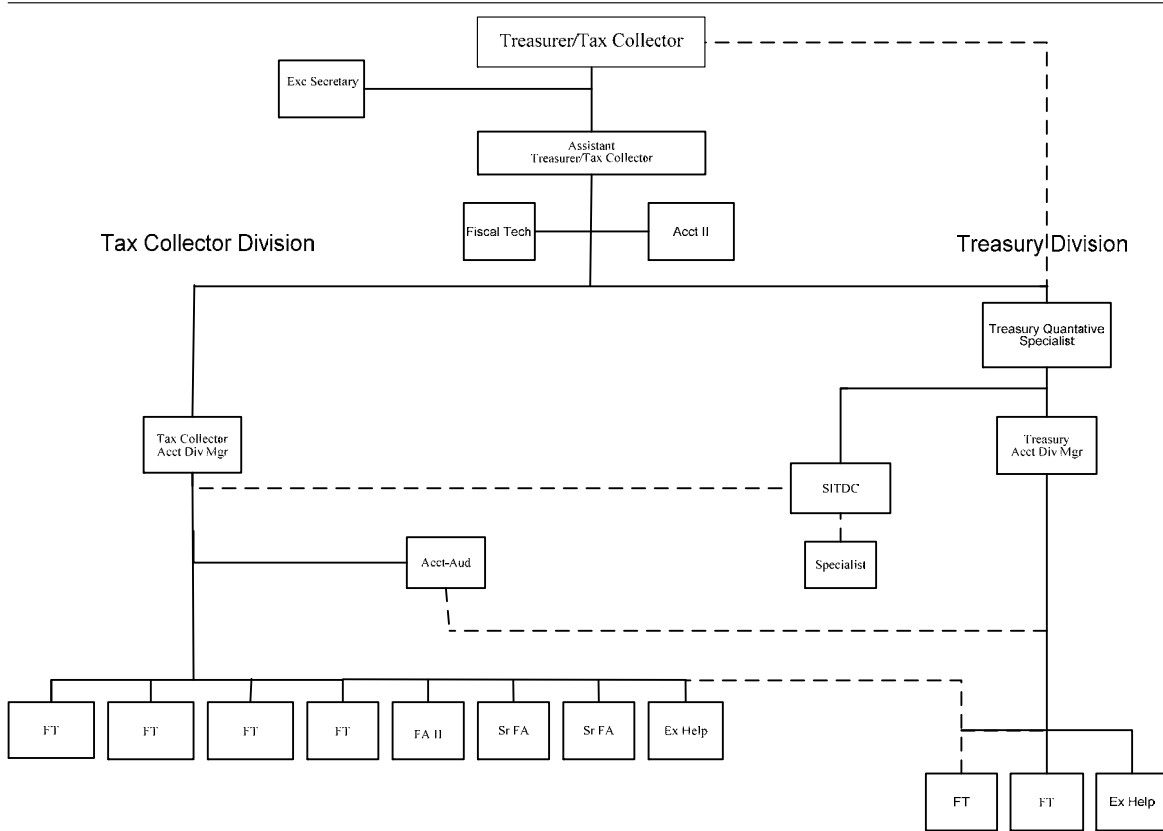 Treasurer/Tax Collector
Exc Secretary
Assistant
Treasurer/Tax Collector
Fiscal Tech
Acct II
Tax Collector Division
Treasury Division
Treasury Quantative
Specialist
Tax Collector
Acct Div Mgr
Treasury
Acct Div Mgr
SITDC
Acct-Aud
Specialist
FT
FT
FT
FT
FA II
Sr FA
Sr FA
Ex Help
FT
FT
Ex Help